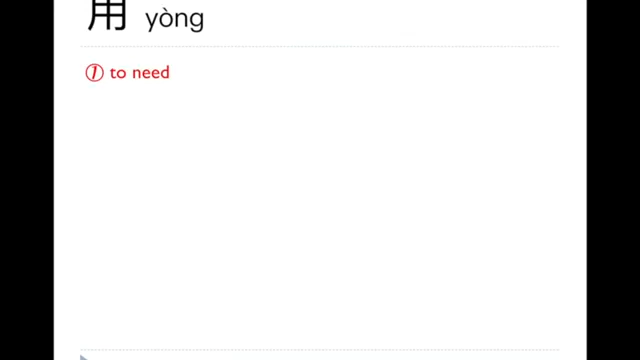 用 yòng
① to need